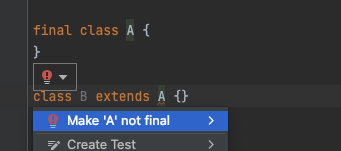 final class A {
}
class B extends A {}
Make 'A' not final
Create Test